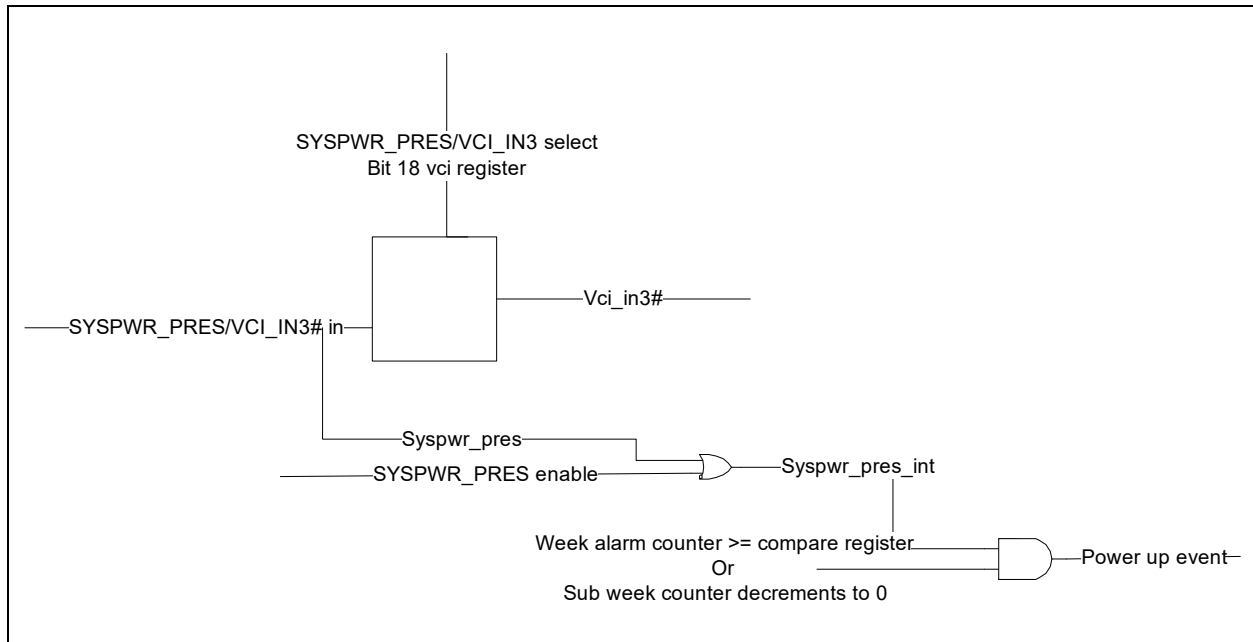 SYSPWR_PRES/VCI_IN3 select
Bit 18 vci register
Vci_in3#
SYSPWR_PRES/VCI_IN3# in
Syspwr_pres
SYSPWR_PRES enable
Syspwr_pres_int
Week alarm counter >= compare register
Or
Sub week counter decrements to 0
Power up event